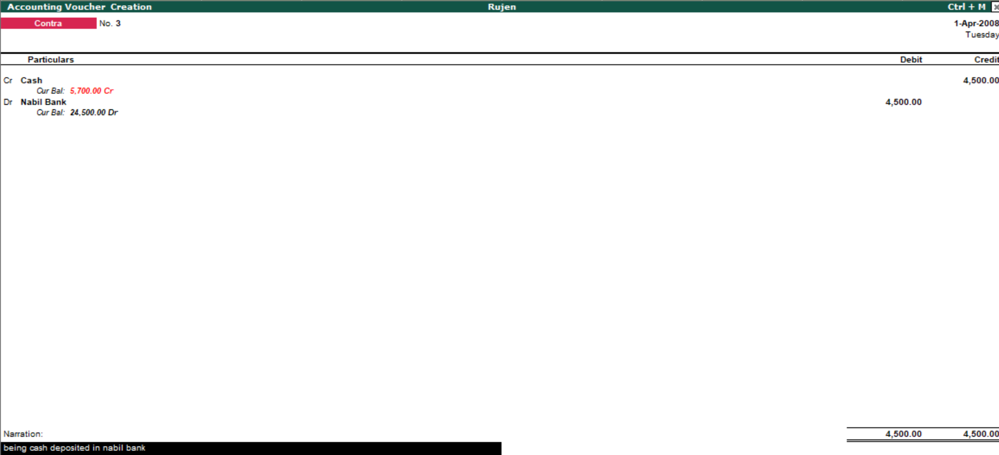 Accounting Voucher Creation Rujen Ctrl + M
Contra No. 3 1-Apr-2008
Tuesday
Particulars Debit Credit
Cr Cash 4,500.00
Cur Bal: 5,700.00 Cr
Dr Nabil Bank 4,500.00
Cur Bal: 24,500.00 Dr
Narration: 4,500.00 4,500.00
being cash deposited in nabil bank